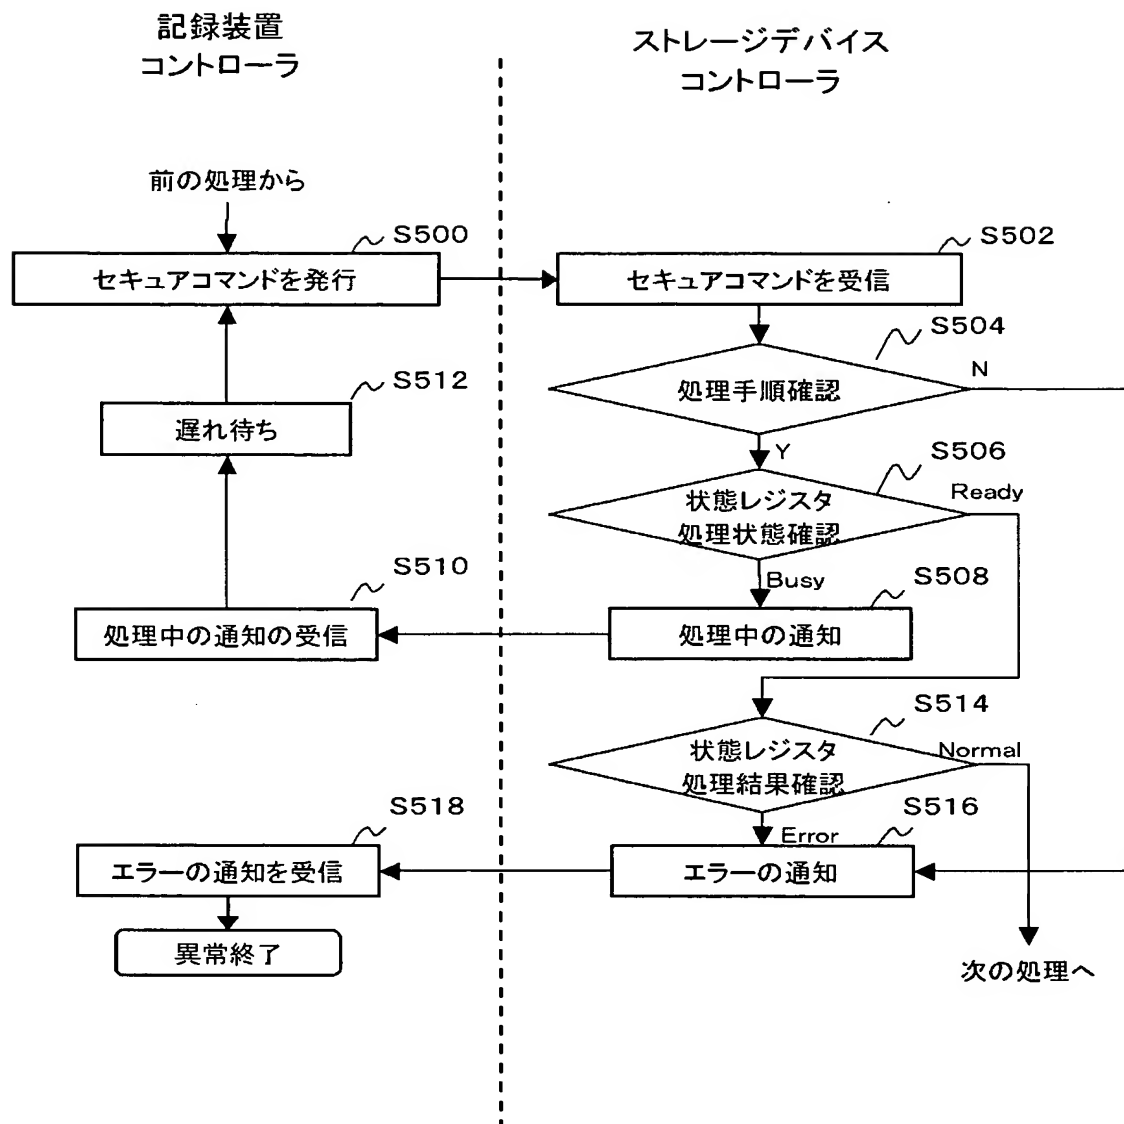 記録装置
コントローラ
ストレージデバイス
コントローラ
前の処理から
S500
セキュアコマンドを発行
S502
セキュアコマンドを受信
S504
処理手順確認
N
Y
S512
遅れ待ち
S506
状態レジスタ
処理状態確認
Ready
Busy
S510
処理中の通知の受信
S508
処理中の通知
S514
状態レジスタ
処理結果確認
Normal
Error
S518
エラーの通知を受信
S516
エラーの通知
異常終了
次の処理へ